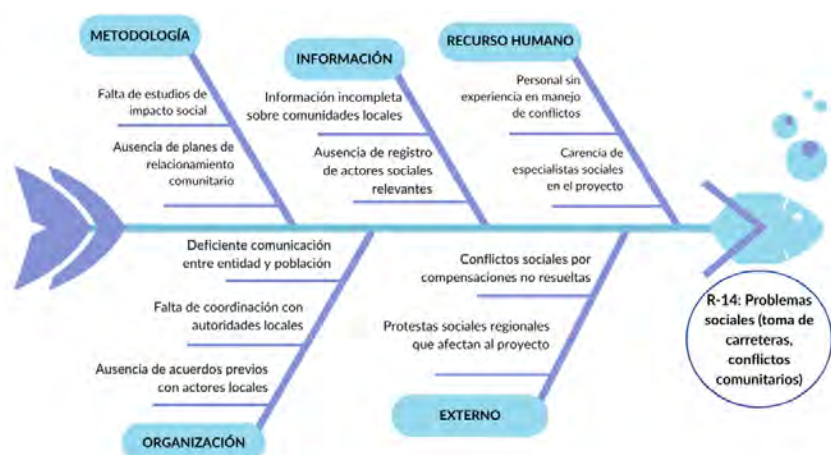 METODOLOGÍA
Falta de estudios de
impacto social
Ausencia de planes de
relacionamiento
comunitario
INFORMACIÓN
Información incompleta
sobre comunidades locales
Ausencia de registro
de actores sociales
relevantes
RECURSO HUMANO
Personal sin
experiencia en manejo
de conflictos
Carencia de
especialistas sociales
en el proyecto
Deficiente comunicación
entre entidad y población
Falta de coordinación con
autoridades locales
Ausencia de acuerdos previos
con actores locales
ORGANIZACIÓN
Conflictos sociales por
compensaciones no resueltas
Protestas sociales regionales
que afectan al proyecto
EXTERNO
R-14: Problemas
sociales (toma de
carreteras,
conflictos
comunitarios)